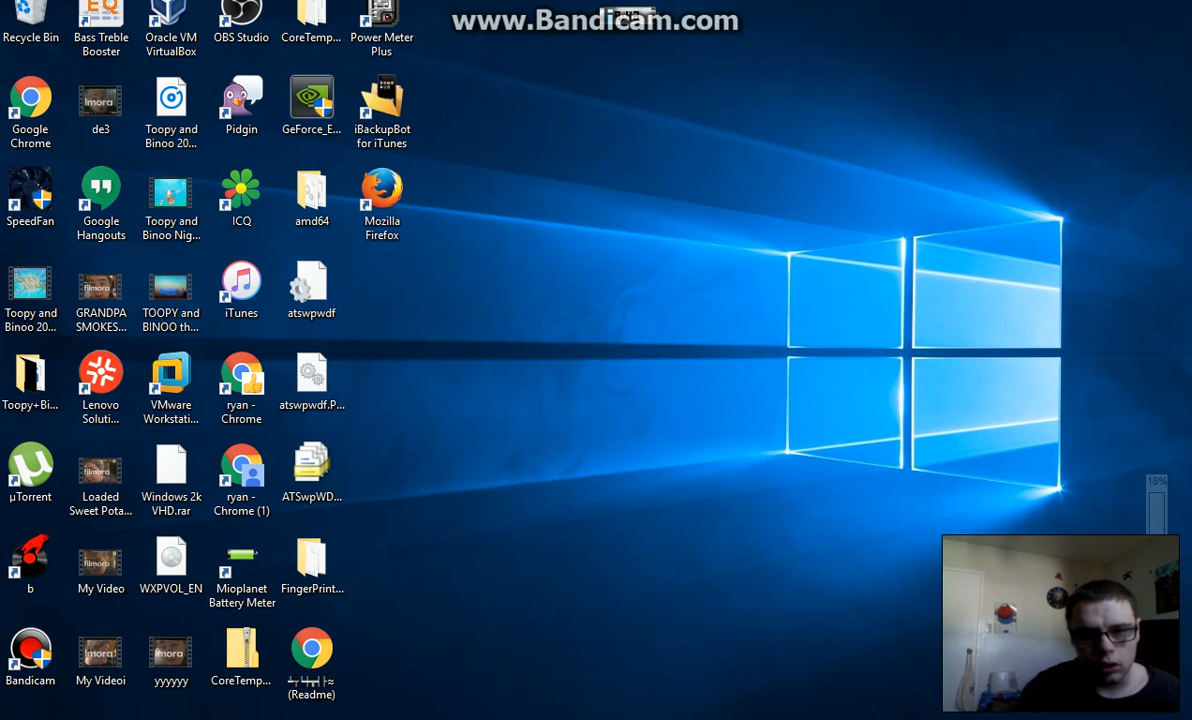 www.Bandicam.com
Recycle Bin
Bass Treble
Booster
Oracle VM
VirtualBox
OBS Studio
CoreTemp...
Power Meter
Plus
Google
Chrome
de3
Toopy and
Binoo 20...
Pidgin
GeForce_E...
iBackupBot
for iTunes
SpeedFan
Google
Hangouts
Toopy and
Binoo Nig...
ICQ
amd64
Mozilla
Firefox
Toopy and
Binoo 20...
GRANDPA
SMOKES...
TOOPY and
BINOO th...
iTunes
atswpwdf
Toopy+Bi...
Lenovo
Soluti...
VMware
Workstati...
ryan -
Chrome
atswpwdf.P...
µTorrent
Loaded
Sweet Pota...
Windows 2k
VHD.rar
ryan -
Chrome (1)
ATSwpWD...
b
My Video
WXPVOL_EN
Mioplanet
Battery Meter
FingerPrint...
Bandicam
My Videoi
yyyyyy
CoreTemp...
(Readme)
18%